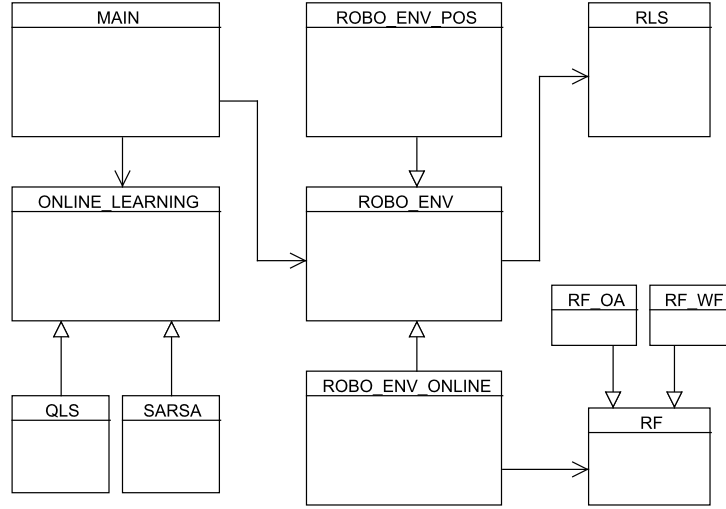 MAIN
ROBO_ENV_POS
RLS
ONLINE_LEARNING
ROBO_ENV
RF_OA
RF_WF
ROBO_ENV_ONLINE
QLS
SARSA
RF